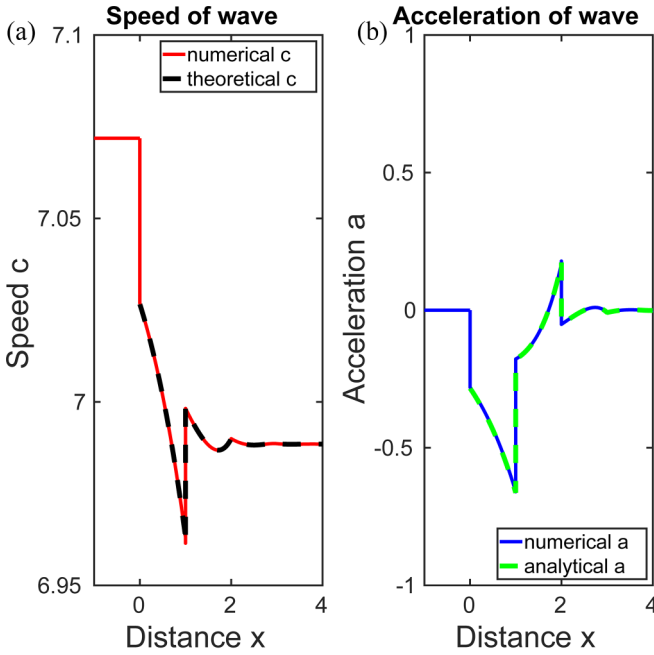 (a)
Speed of wave
7.1
7.05
7
6.95
Speed c
numerical c
theoretical c
0
2
4
Distance x
(b)
Acceleration of wave
1
0.5
0
-0.5
-1
Acceleration a
numerical a
analytical a
0
2
4
Distance x